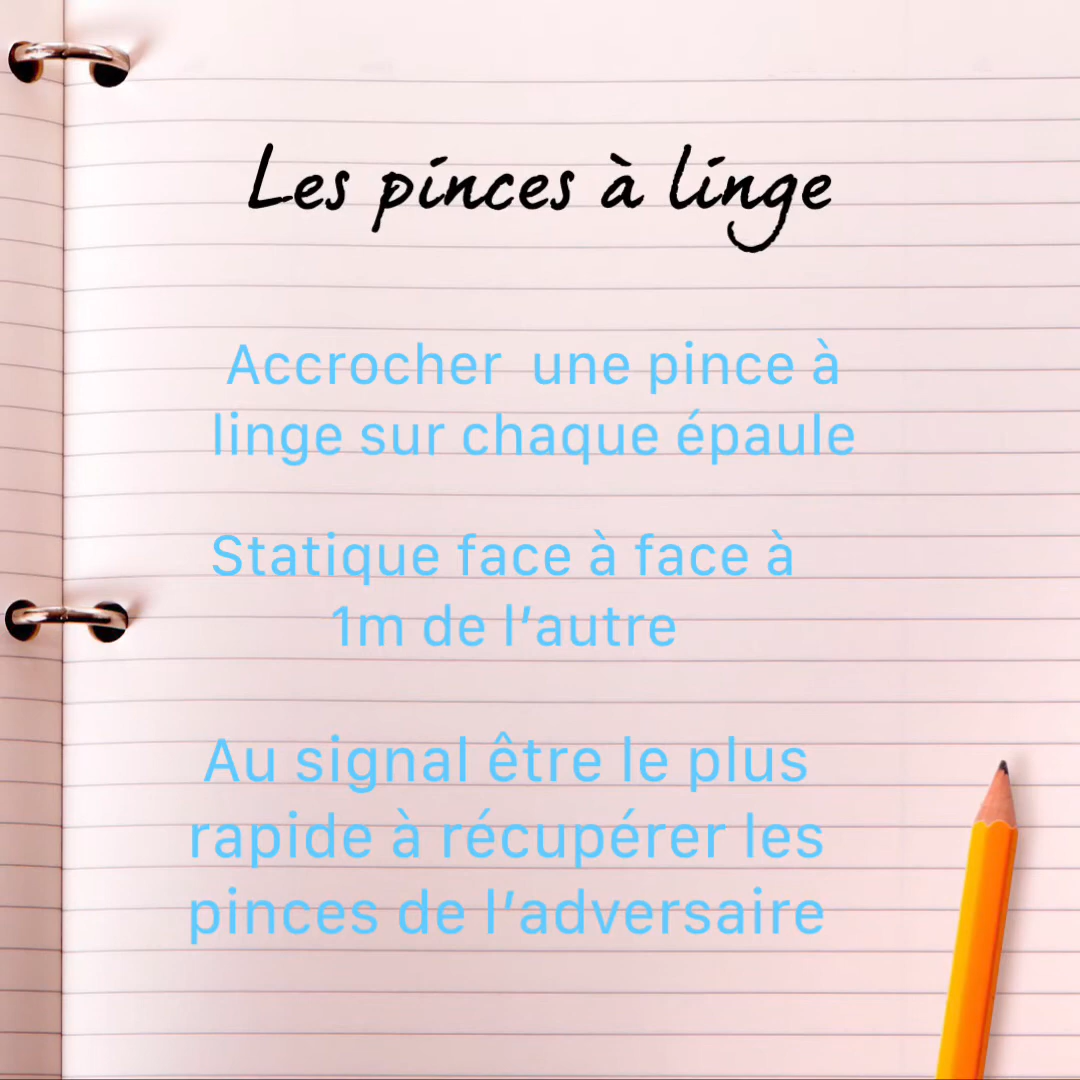 Les pinces à linge
Accrocher une pince à
linge sur chaque épaule
Statique face à face à
1m de l’autre
Au signal être le plus
rapide à récupérer les
pinces de l’adversaire